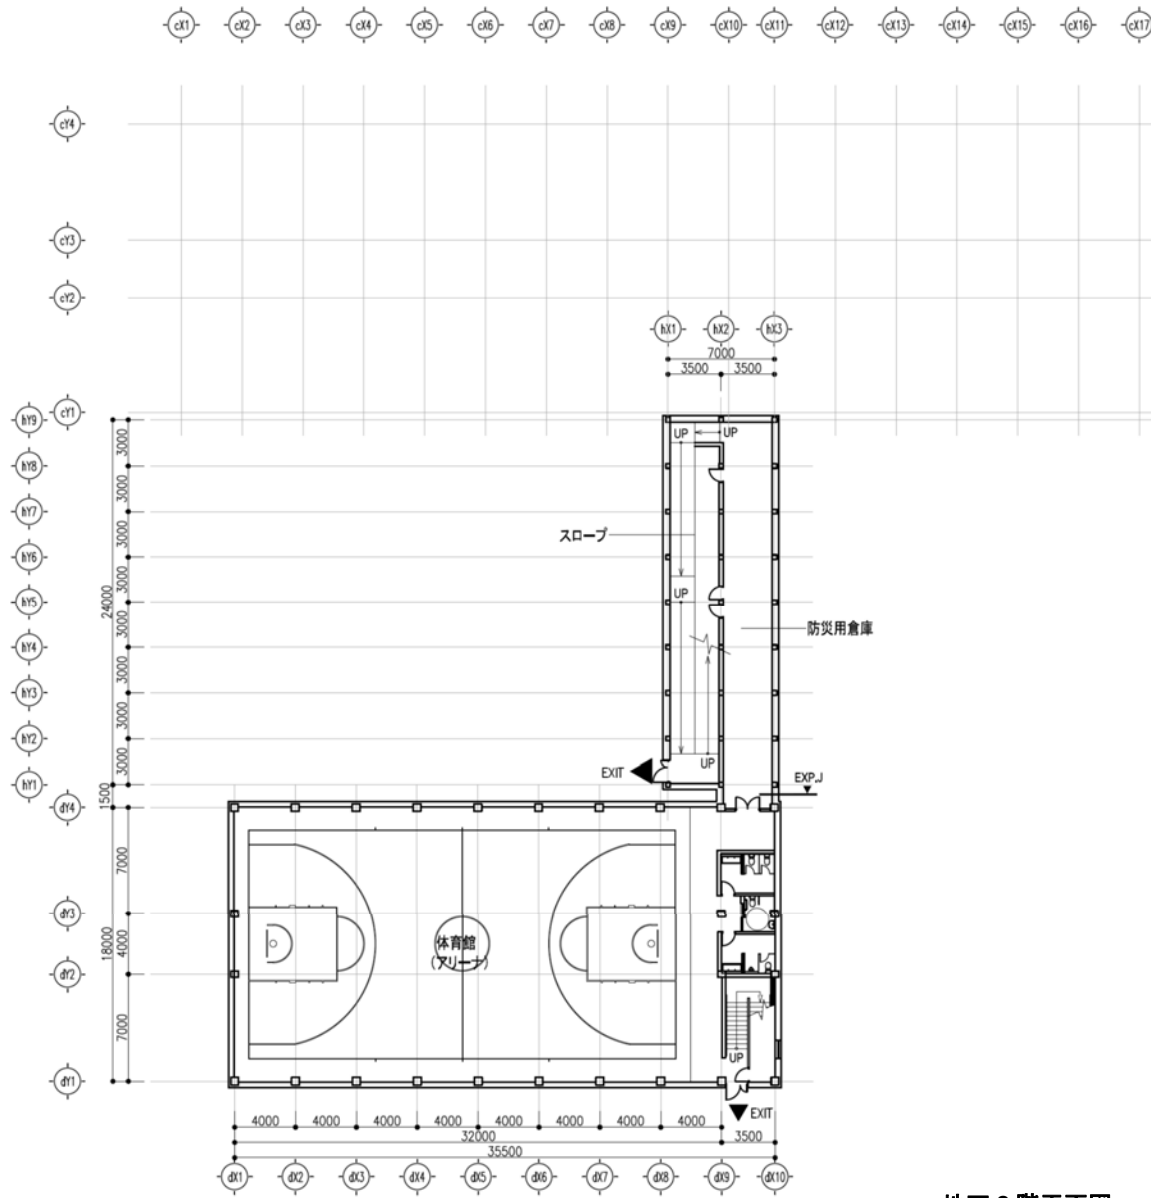 cX1 cX2 cX3 cX4 cX5 cX6 cX7 cX8 cX9 cX10 cX11 cX12 cX13 cX14 cX15 cX16 cX17
cY4
cY3
cY2
hX1 hX2 hX3
7000
3500 3500
cY1
hY9
hY8
hY7
hY6
hY5
hY4
hY3
hY2
hY1
3000
3000
3000
3000
3000
3000
3000
3000
24000
1500
UP UP
スロープ
UP
防災用倉庫
UP
EXIT
EXP.J
dY4
dY3
dY2
dY1
7000
4000
7000
18000
体育館
(アリーナ)
UP
EXIT
4000 4000 4000 4000 4000 4000 4000 4000
32000 3500
35500
dX1 dX2 dX3 dX4 dX5 dX6 dX7 dX8 dX9 dX10